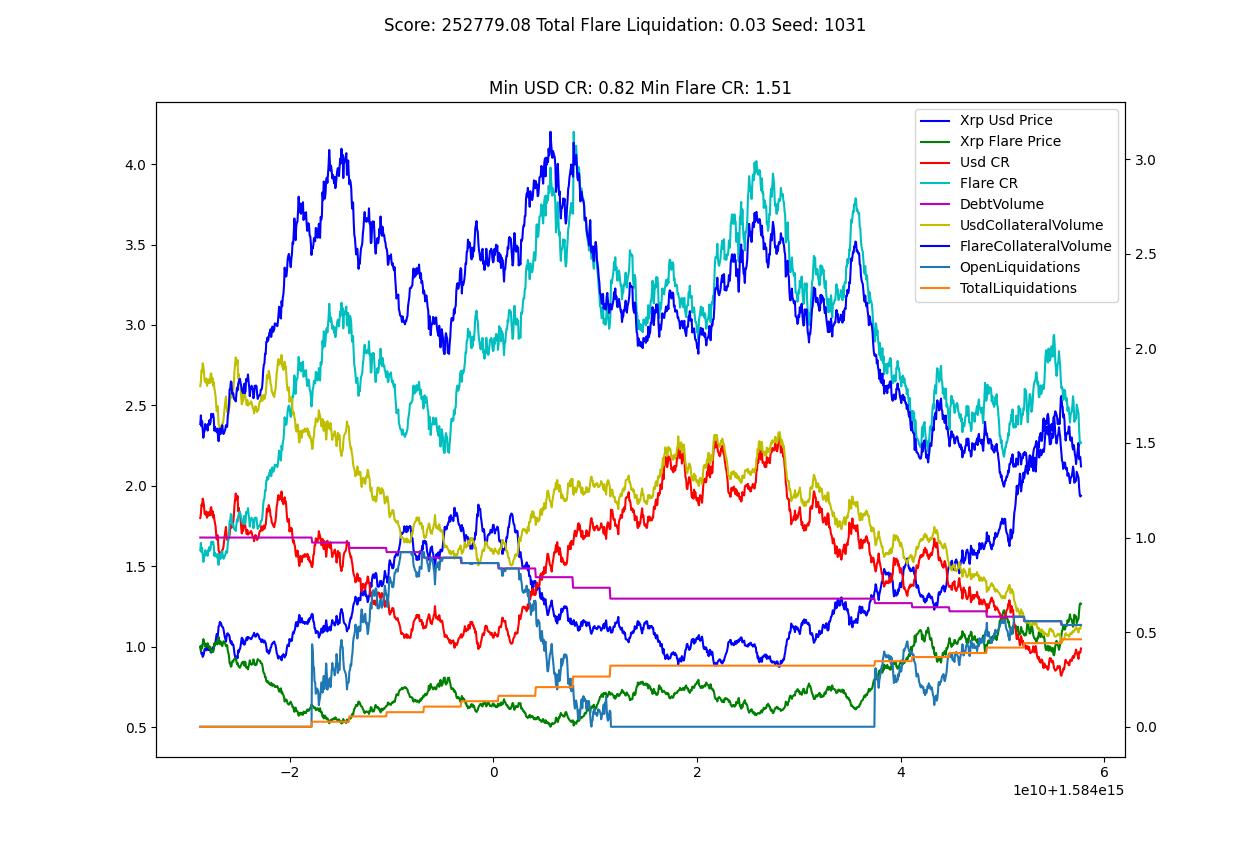 Score: 252779.08 Total Flare Liquidation: 0.03 Seed: 1031
Min USD CR: 0.82 Min Flare CR: 1.51
Xrp Usd Price
Xrp Flare Price
Usd CR
Flare CR
DebtVolume
UsdCollateralVolume
FlareCollateralVolume
OpenLiquidations
TotalLiquidations
4.0
3.5
3.0
2.5
2.0
1.5
1.0
0.5
3.0
2.5
2.0
1.5
1.0
0.5
0.0
−2 0 2 4 6
1e10+1.584e15